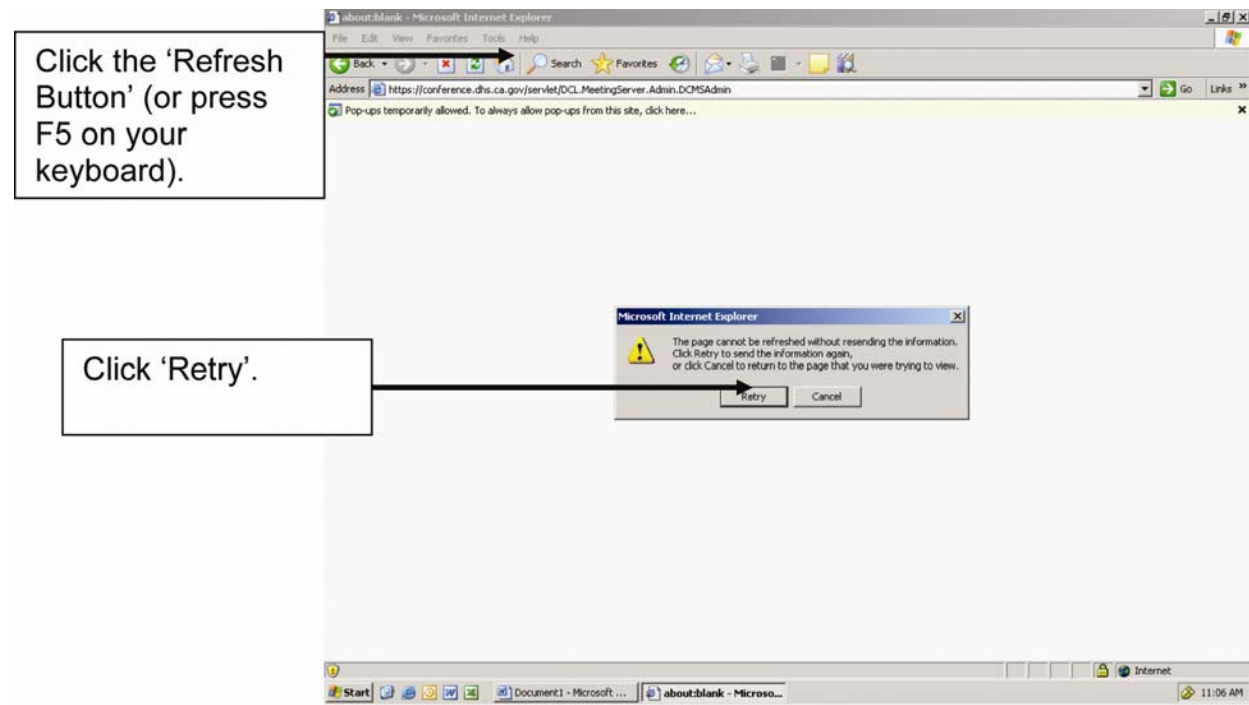 about:blank - Microsoft Internet Explorer
File Edit View Favorites Tools Help
Click the ‘Refresh
Button’ (or press
F5 on your
keyboard).
Back Search Favorites
Address https://conference.dhs.ca.gov/servlet/DCL.MeetingServer.Admin.DCMSAdmin Go Links »
Pop-ups temporarily allowed. To always allow pop-ups from this site, click here...
Microsoft Internet Explorer
The page cannot be refreshed without resending the information.
Click Retry to send the information again,
or click Cancel to return to the page that you were trying to view.
Retry Cancel
Click ‘Retry’.
Internet
Start Document1 - Microsoft ... about:blank - Microso... 11:06 AM